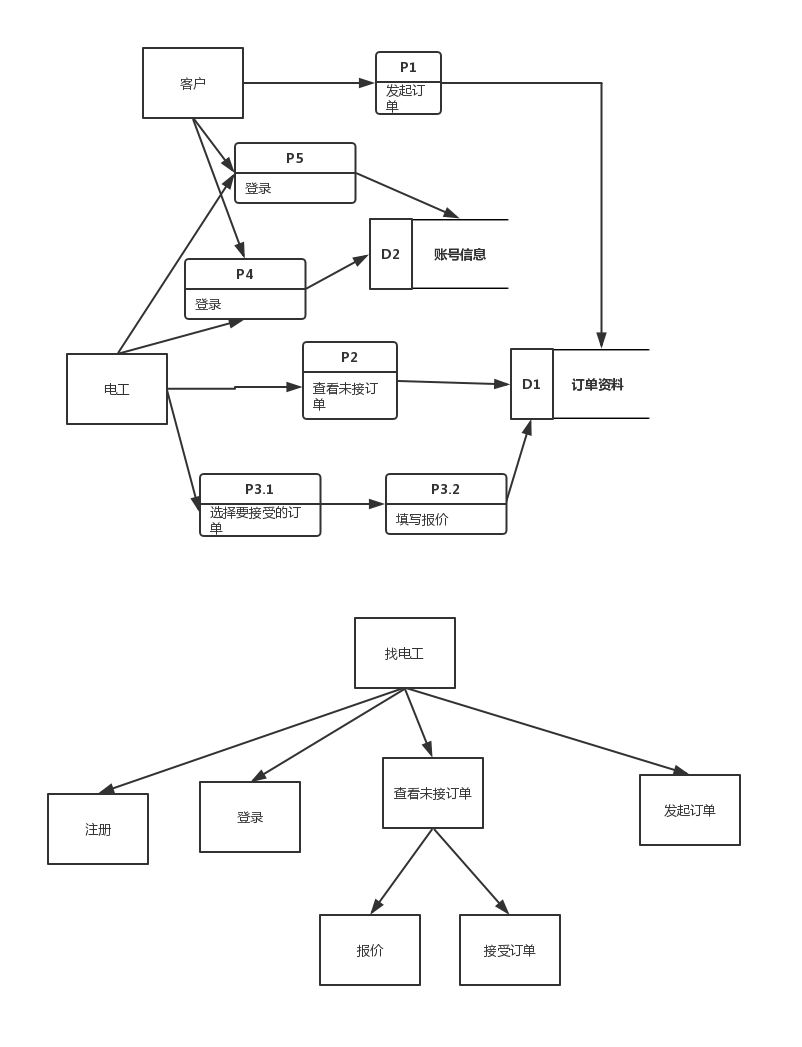 客户
P1
发起订
单
P5
登录
D2
账号信息
P4
登录
电工
P2
查看未接订
单
D1
订单资料
P3.1
选择要接受的订
单
P3.2
填写报价
找电工
注册
登录
查看未接订单
发起订单
报价
接受订单